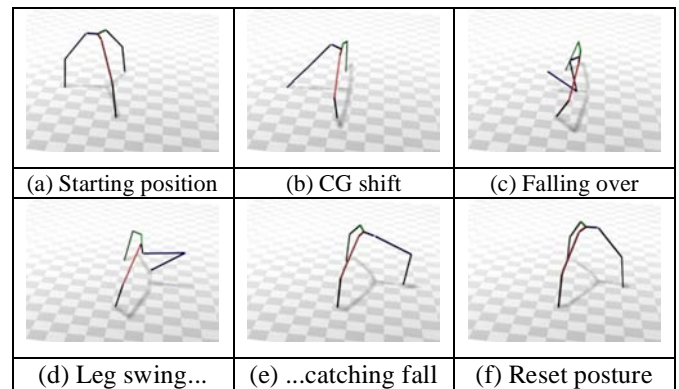 (a) Starting position
(b) CG shift
(c) Falling over
(d) Leg swing...
(e) ...catching fall
(f) Reset posture